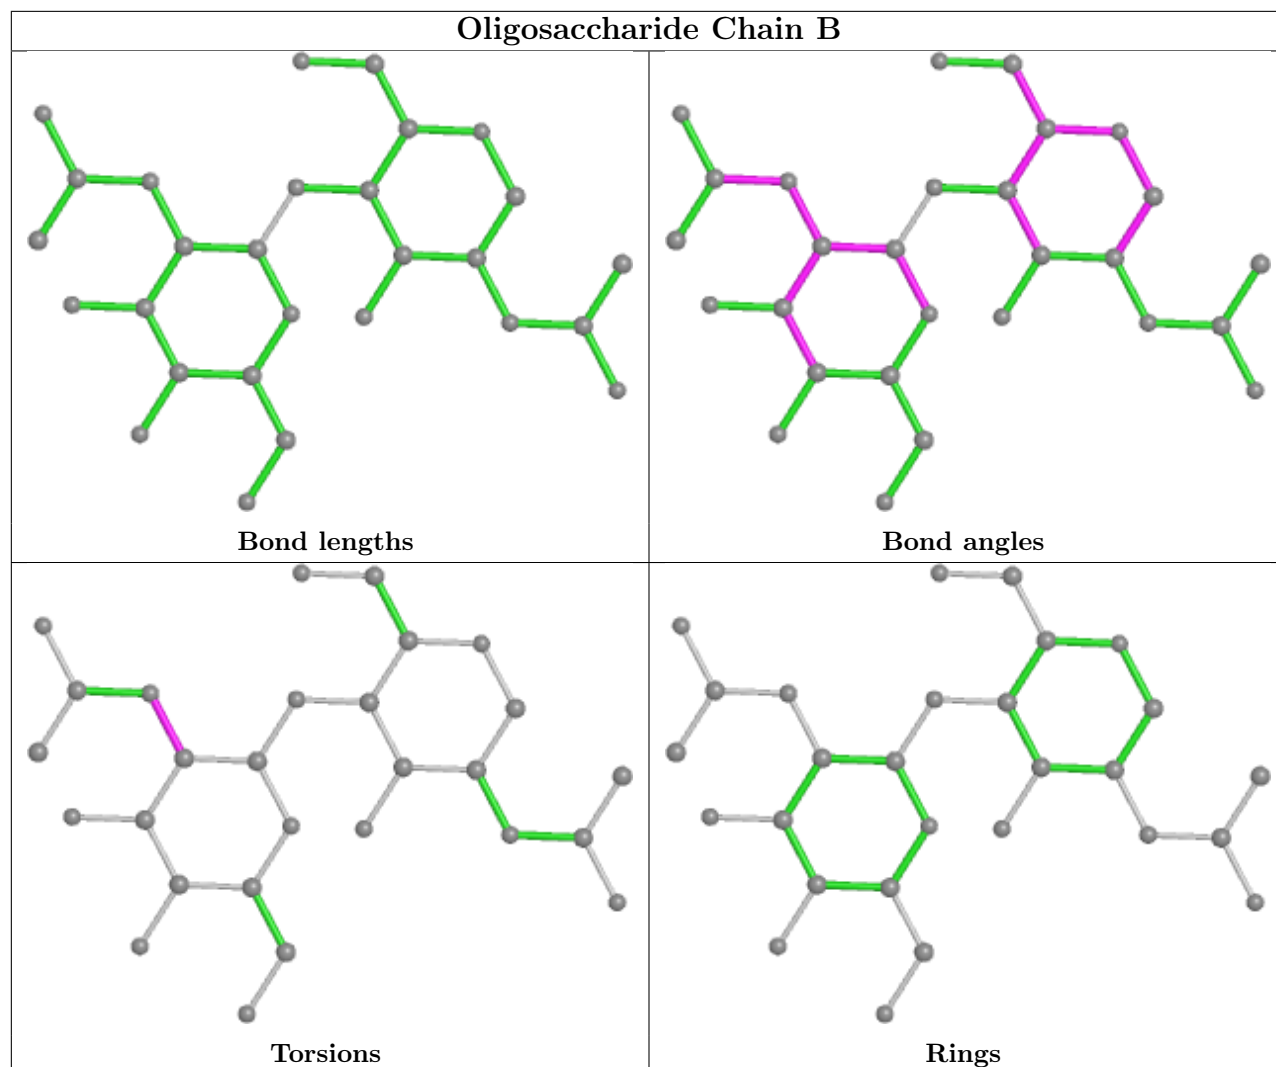 Oligosaccharide Chain B
Bond lengths
Bond angles
Torsions
Rings